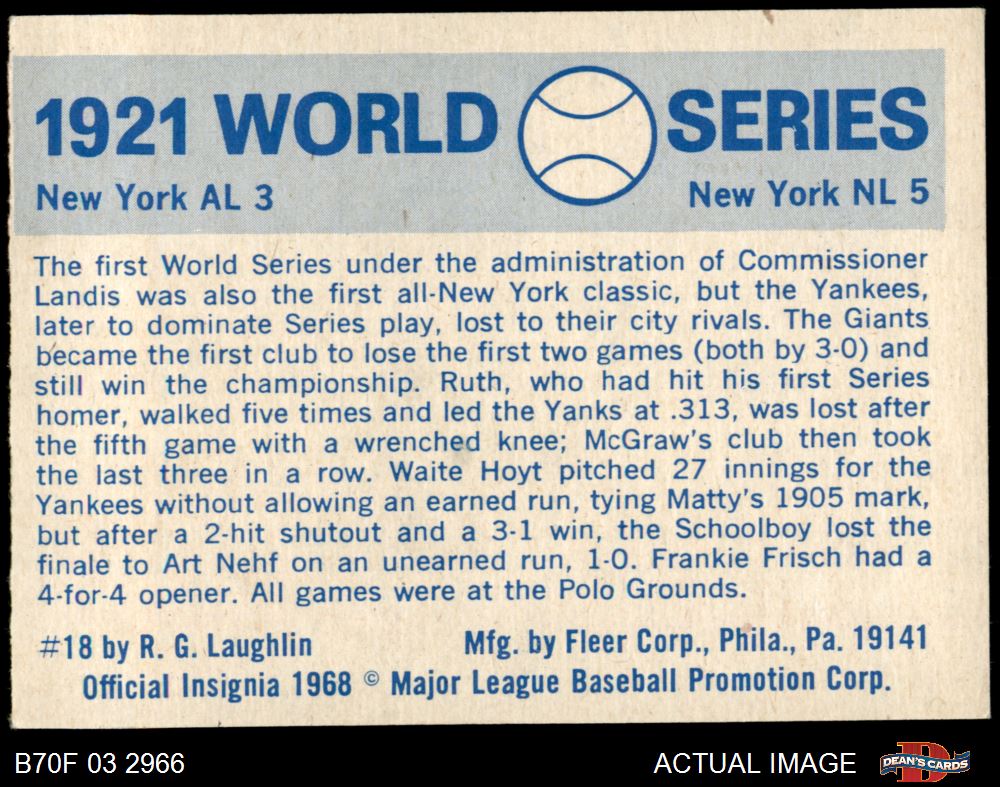 1921 WORLD SERIES
New York AL 3 New York NL 5
The first World Series under the administration of Commissioner
Landis was also the first all-New York classic, but the Yankees,
later to dominate Series play, lost to their city rivals. The Giants
became the first club to lose the first two games (both by 3-0) and
still win the championship. Ruth, who had hit his first Series
homer, walked five times and led the Yanks at .313, was lost after
the fifth game with a wrenched knee; McGraw's club then took
the last three in a row. Waite Hoyt pitched 27 innings for the
Yankees without allowing an earned run, tying Matty's 1905 mark,
but after a 2-hit shutout and a 3-1 win, the Schoolboy lost the
finale to Art Nehf on an unearned run, 1-0. Frankie Frisch had a
4-for-4 opener. All games were at the Polo Grounds.
#18 by R. G. Laughlin Mfg. by Fleer Corp., Phila., Pa. 19141
Official Insignia 1968 © Major League Baseball Promotion Corp.
B70F 03 2966 ACTUAL IMAGE D DEAN'S CARDS